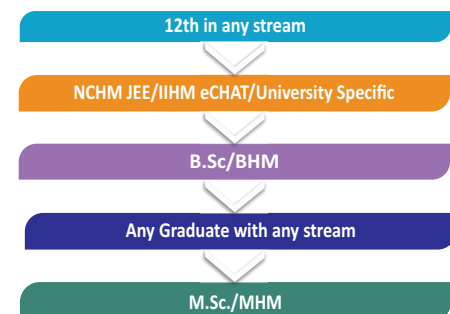 12th in any stream
NCHM JEE/IIHM eCHAT/University Specific
B.Sc/BHM
Any Graduate with any stream
M.Sc./MHM